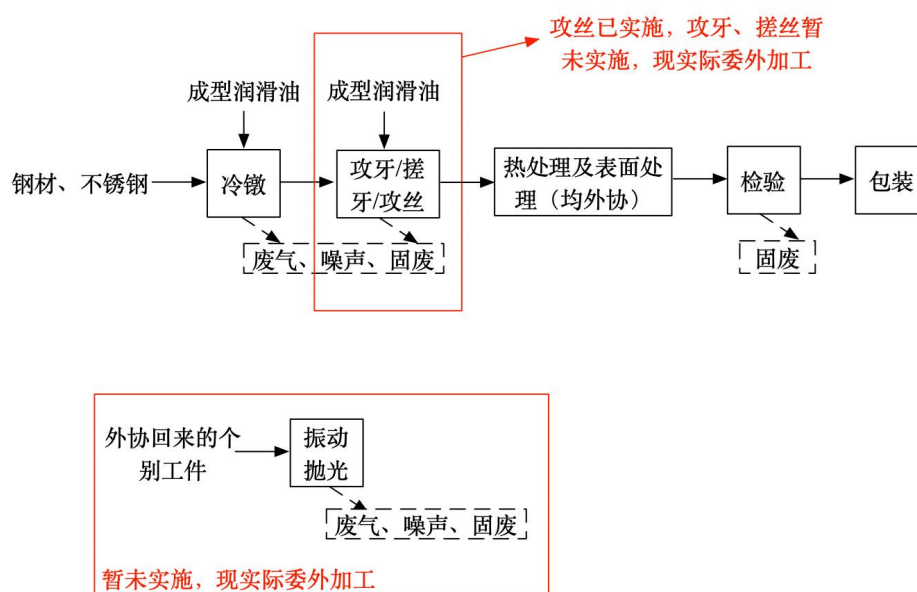 攻丝已实施，攻牙、搓丝暂
未实施，现实际委外加工
成型润滑油
成型润滑油
钢材、不锈钢
冷镦
攻牙/搓
牙/攻丝
热处理及表面处
理（均外协）
检验
包装
废气、噪声、固废
固废
外协回来的个
别工件
振动
抛光
废气、噪声、固废
暂未实施，现实际委外加工